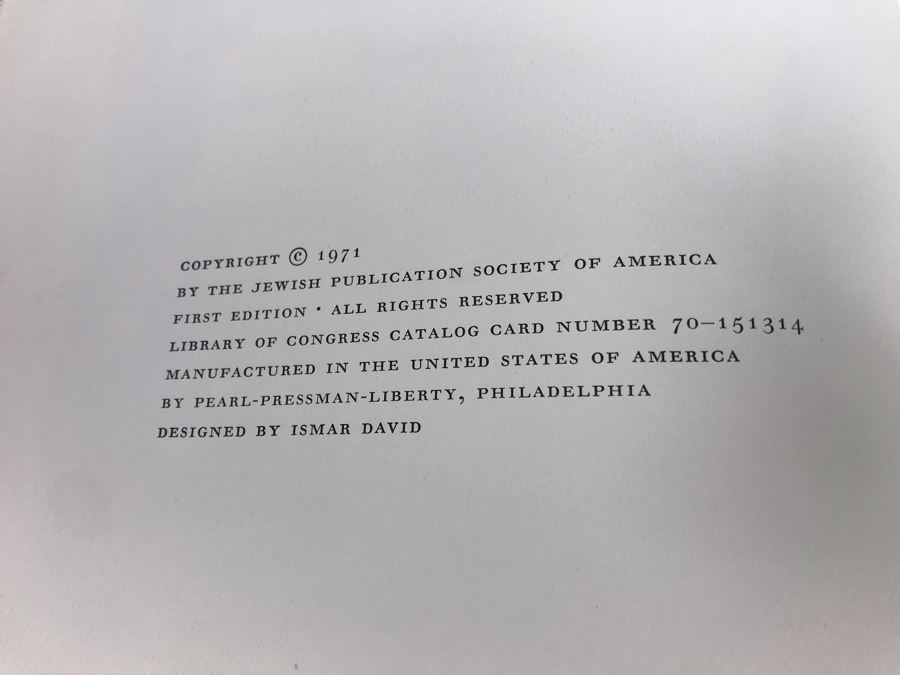 COPYRIGHT © 1971
BY THE JEWISH PUBLICATION SOCIETY OF AMERICA
FIRST EDITION · ALL RIGHTS RESERVED
LIBRARY OF CONGRESS CATALOG CARD NUMBER 70–151314
MANUFACTURED IN THE UNITED STATES OF AMERICA
BY PEARL-PRESSMAN-LIBERTY, PHILADELPHIA
DESIGNED BY ISMAR DAVID